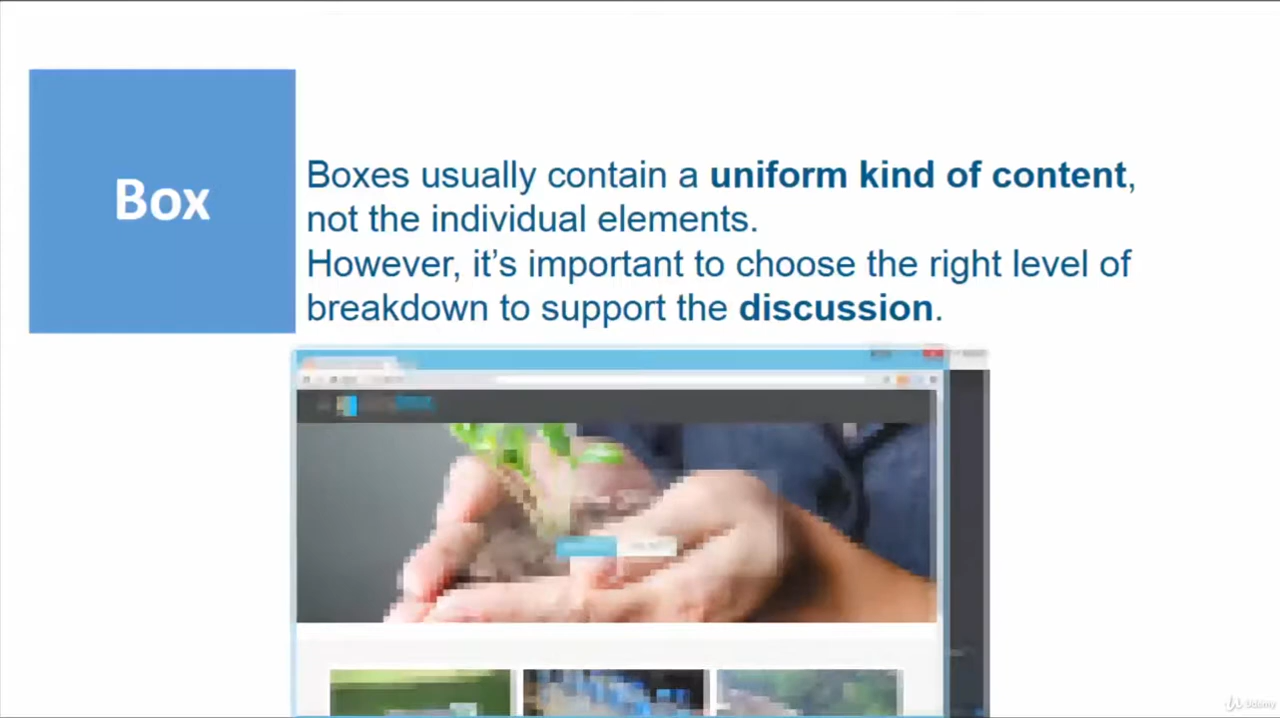 Box
Boxes usually contain a uniform kind of content,
not the individual elements.
However, it’s important to choose the right level of
breakdown to support the discussion.
Udemy